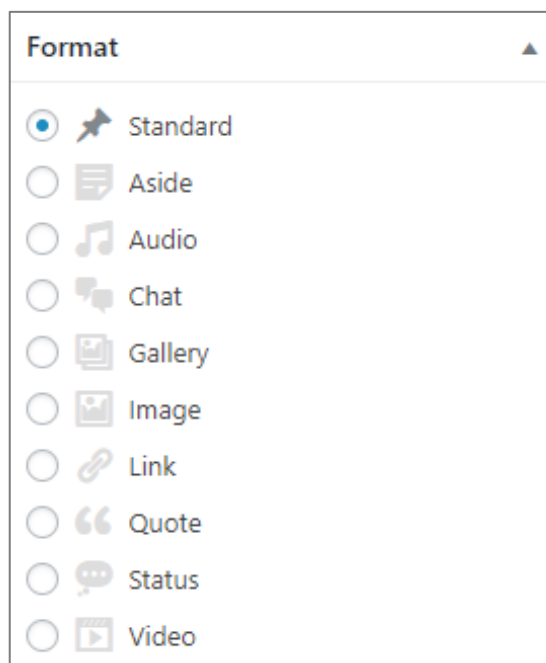 Format
Standard
Aside
Audio
Chat
Gallery
Image
Link
Quote
Status
Video